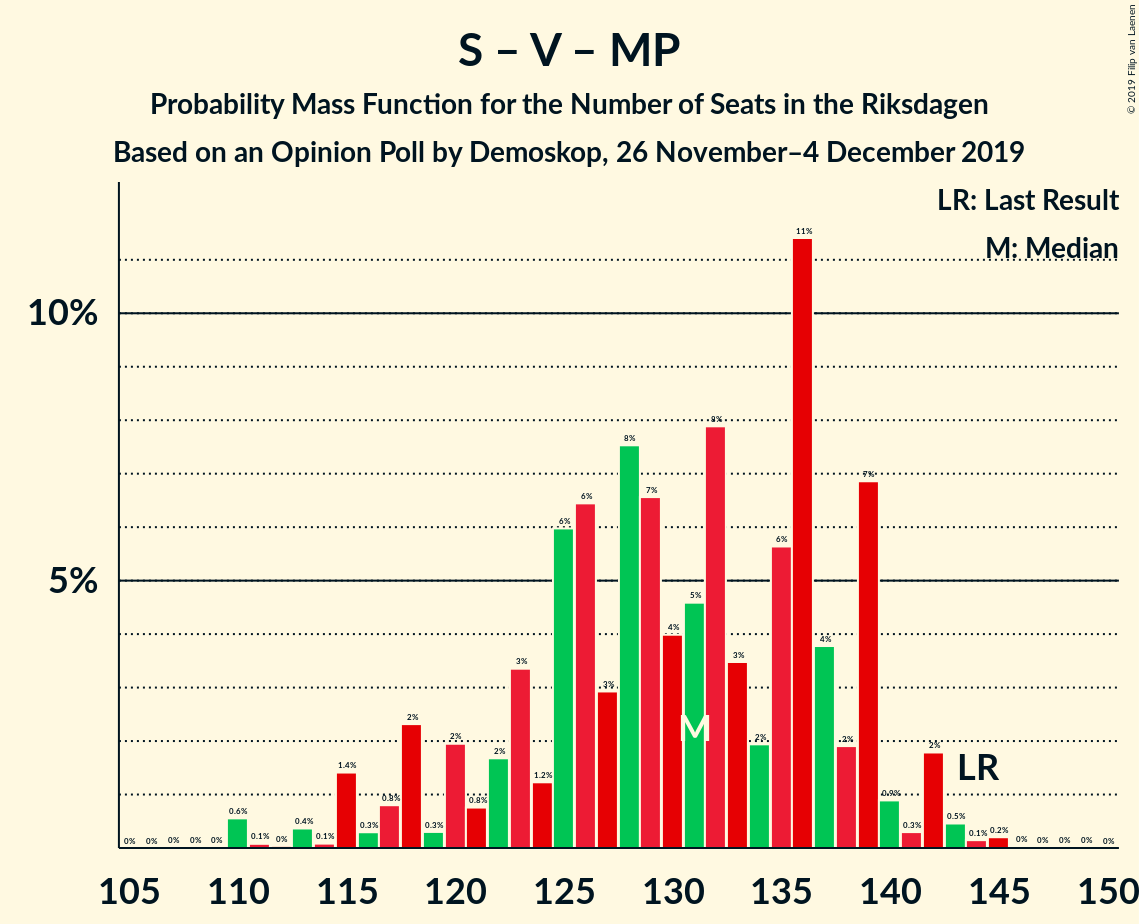 S – V – MP
Probability Mass Function for the Number of Seats in the Riksdagen
Based on an Opinion Poll by Demoskop, 26 November–4 December 2019
© 2019 Filip van Laenen
LR: Last Result
M: Median
10%
5%
0% 0% 0% 0% 0% 0.6% 0.1% 0% 0.4% 0.1% 1.4% 0.3% 0.8% 2% 0.3% 2% 0.8% 2% 3% 1.2% 6% 6% 3% 8% 7% 4% 5% 8% 3% 2% 6% 11% 4% 2% 7% 0.9% 0.3% 2% 0.5% 0.1% 0.2% 0% 0% 0% 0% 0%
M
LR
105 110 115 120 125 130 135 140 145 150